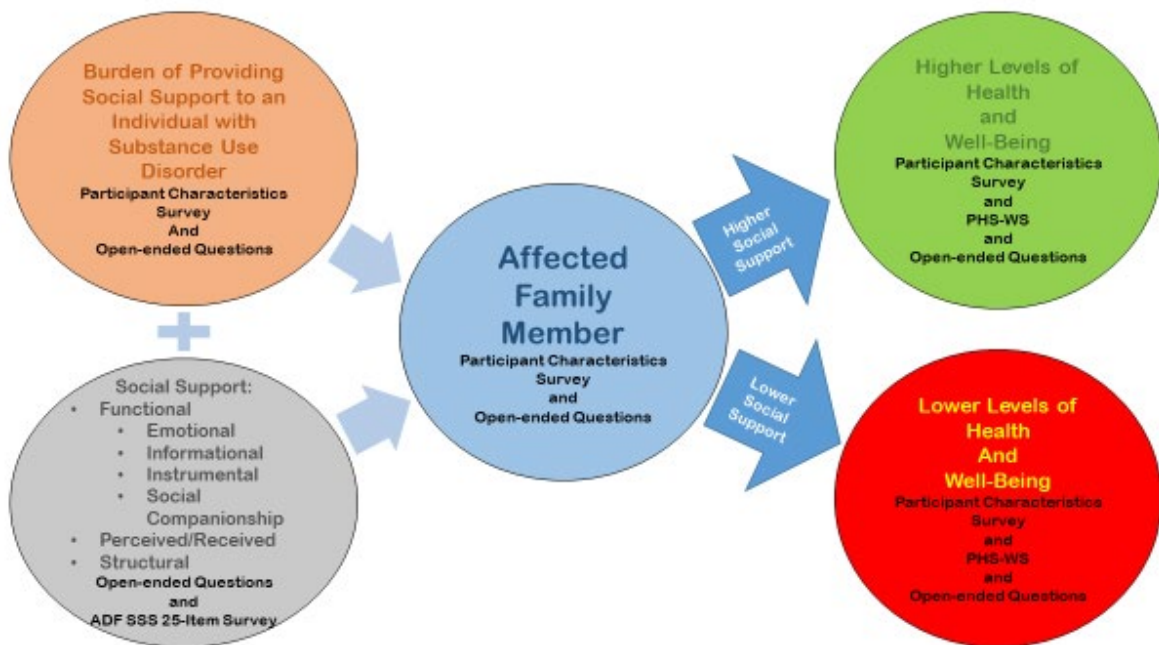 Burden of Providing
Social Support to an
Individual with
Substance Use
Disorder
Participant Characteristics
Survey
And
Open-ended Questions
Social Support:
• Functional
• Emotional
• Informational
• Instrumental
• Social
Companionship
• Perceived/Received
• Structural
Open-ended Questions
and
ADF SSS 25-Item Survey
Affected
Family
Member
Participant Characteristics
Survey
and
Open-ended Questions
Higher
Social
Support
Lower
Social
Support
Higher Levels of
Health
and
Well-Being
Participant Characteristics
Survey
and
PHS-WS
and
Open-ended Questions
Lower Levels of
Health
And
Well-Being
Participant Characteristics
Survey
and
PHS-WS
and
Open-ended Questions